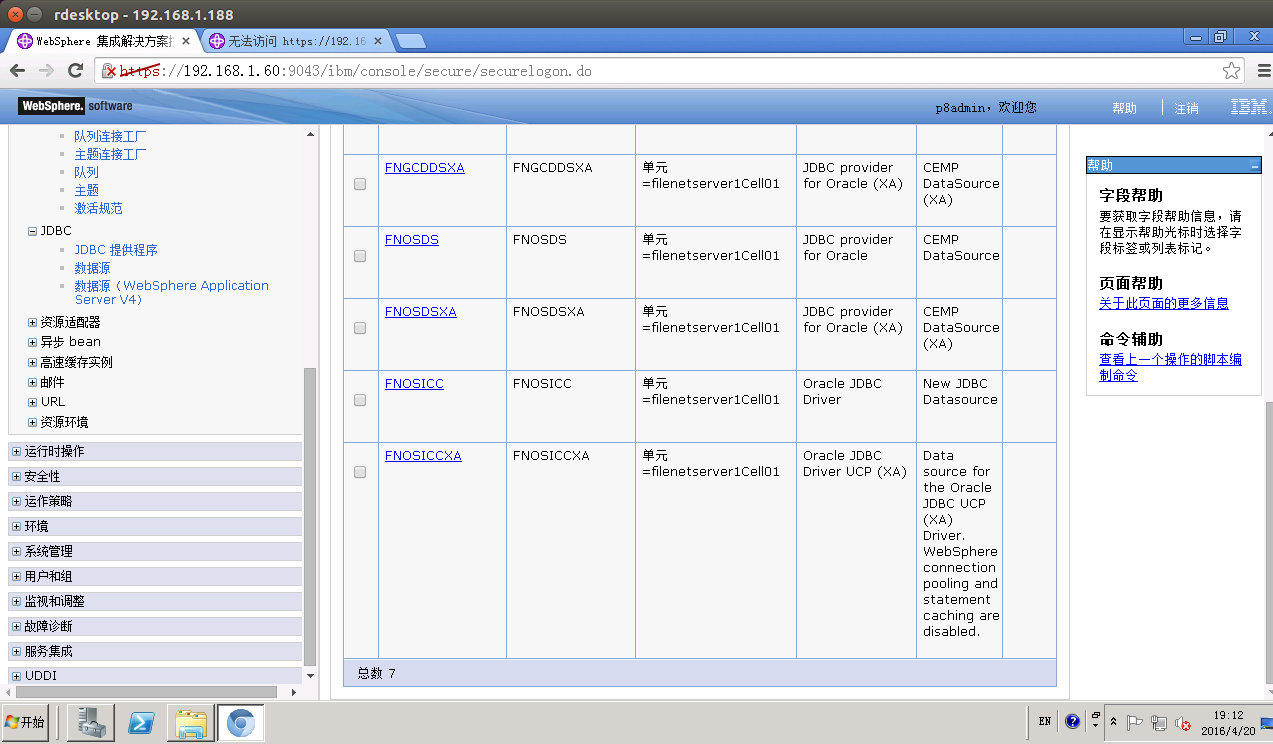 rdesktop - 192.168.1.188
WebSphere 集成解决方案
无法访问 https://192.16
https://192.168.1.60:9043/ibm/console/secure/securelogon.do
WebSphere. software
p8admin，欢迎您
帮助
注销
IBM.
队列连接工厂
主题连接工厂
队列
主题
激活规范
JDBC
JDBC 提供程序
数据源
数据源（WebSphere Application
Server V4）
资源适配器
异步 bean
高速缓存实例
邮件
URL
资源环境
运行时操作
安全性
运作策略
环境
系统管理
用户和组
监视和调整
故障诊断
服务集成
UDDI
FNGCDDSXA
FNGCDDSXA
单元
=filenetserver1Cell01
JDBC provider
for Oracle (XA)
CEMP
DataSource
(XA)
FNOSDS
FNOSDS
单元
=filenetserver1Cell01
JDBC provider
for Oracle
CEMP
DataSource
FNOSDSXA
FNOSDSXA
单元
=filenetserver1Cell01
JDBC provider
for Oracle (XA)
CEMP
DataSource
(XA)
FNOSICC
FNOSICC
单元
=filenetserver1Cell01
Oracle JDBC
Driver
New JDBC
Datasource
FNOSICCXA
FNOSICCXA
单元
=filenetserver1Cell01
Oracle JDBC
Driver UCP (XA)
Data
source for
the Oracle
JDBC UCP
(XA)
Driver.
WebSphere
connection
pooling and
statement
caching are
disabled.
总数 7
帮助
字段帮助
要获取字段帮助信息，请
在显示帮助光标时选择字
段标签或列表标记。
页面帮助
关于此页面的更多信息
命令辅助
查看上一个操作的脚本编
制命令
开始
EN
19:12
2016/4/20